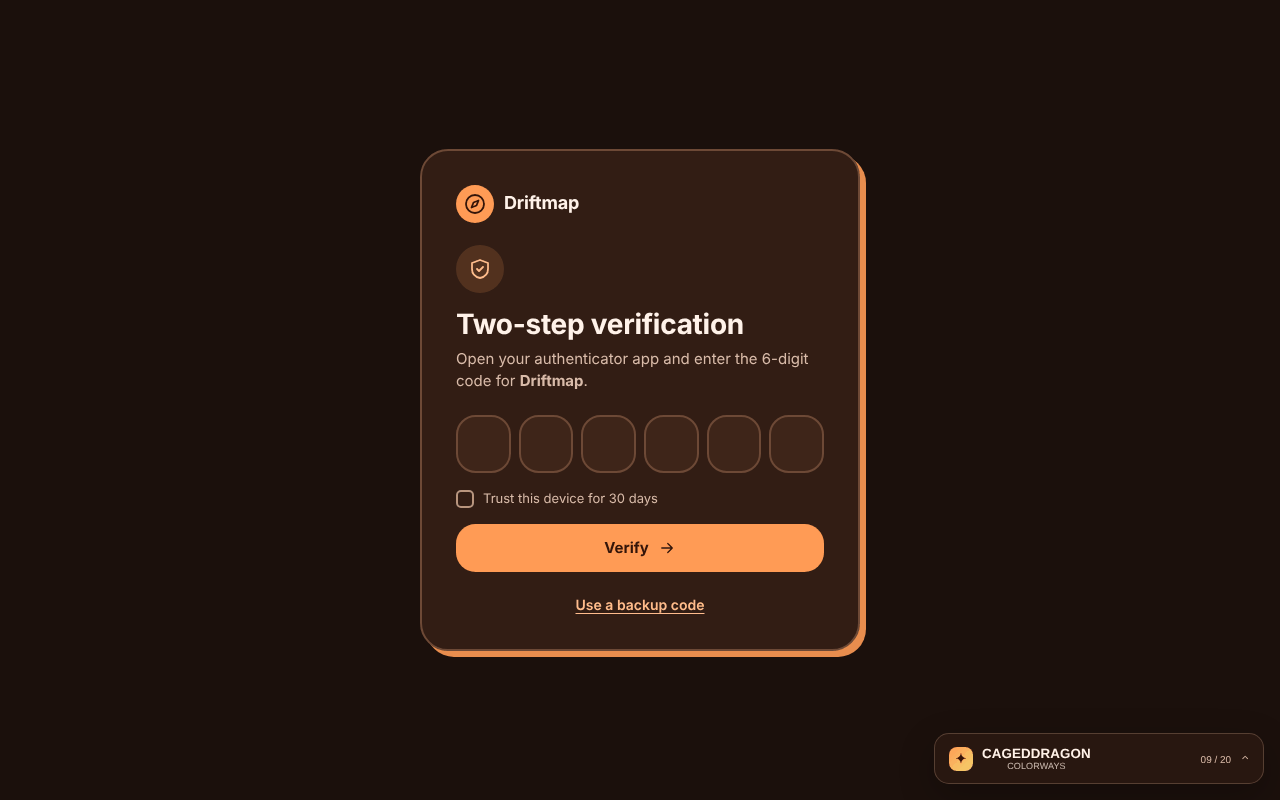 Driftmap
Two-step verification
Open your authenticator app and enter the 6-digit
code for Driftmap.
Trust this device for 30 days
Verify →
Use a backup code
CAGEDDRAGON
COLORWAYS
09 / 20